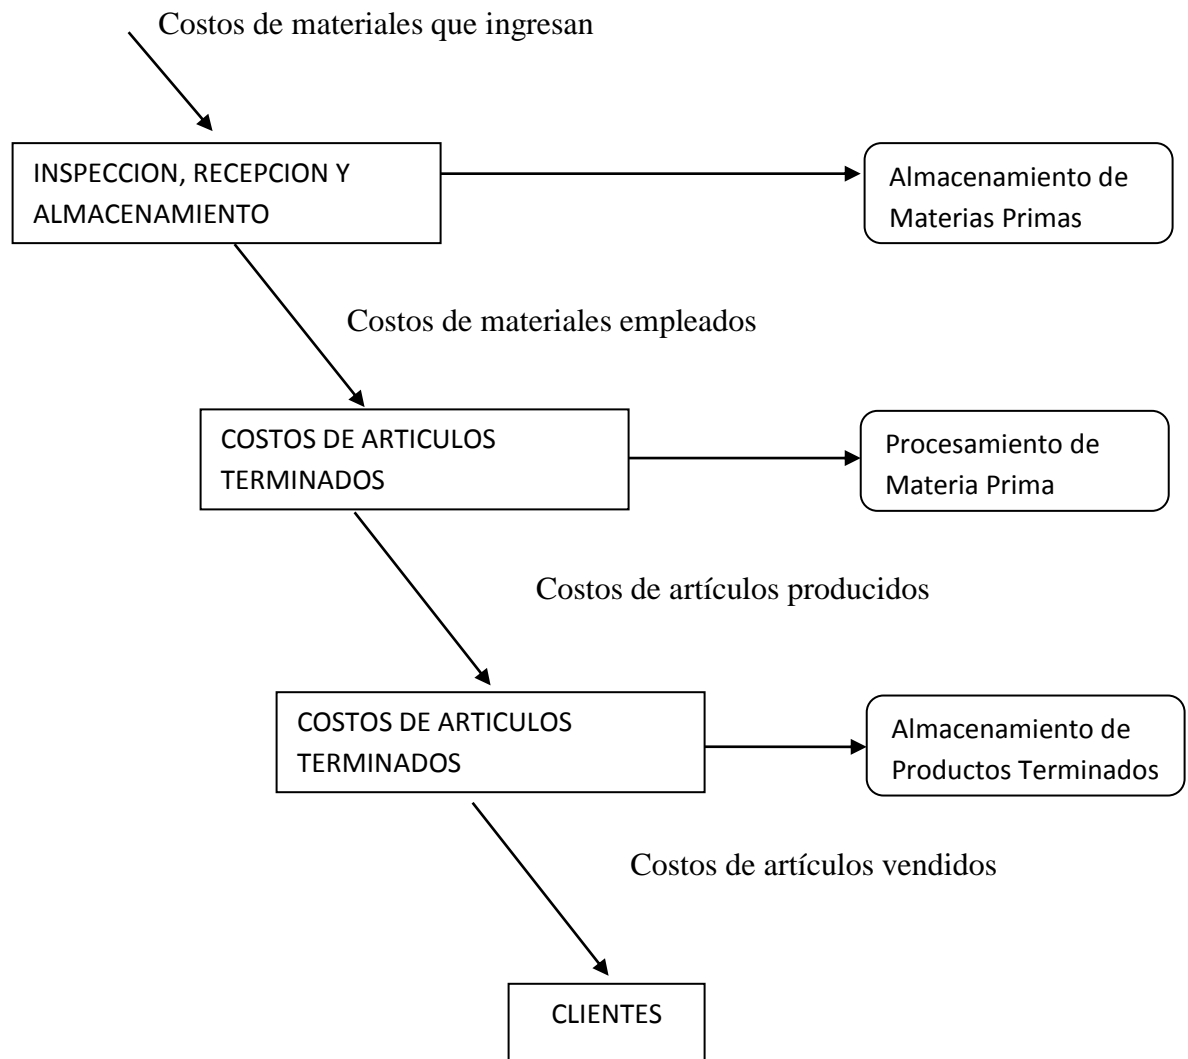 Costos de materiales que ingresan
INSPECCION, RECEPCION Y
ALMACENAMIENTO
Almacenamiento de
Materias Primas
Costos de materiales empleados
COSTOS DE ARTICULOS
TERMINADOS
Procesamiento de
Materia Prima
Costos de artículos producidos
COSTOS DE ARTICULOS
TERMINADOS
Almacenamiento de
Productos Terminados
Costos de artículos vendidos
CLIENTES